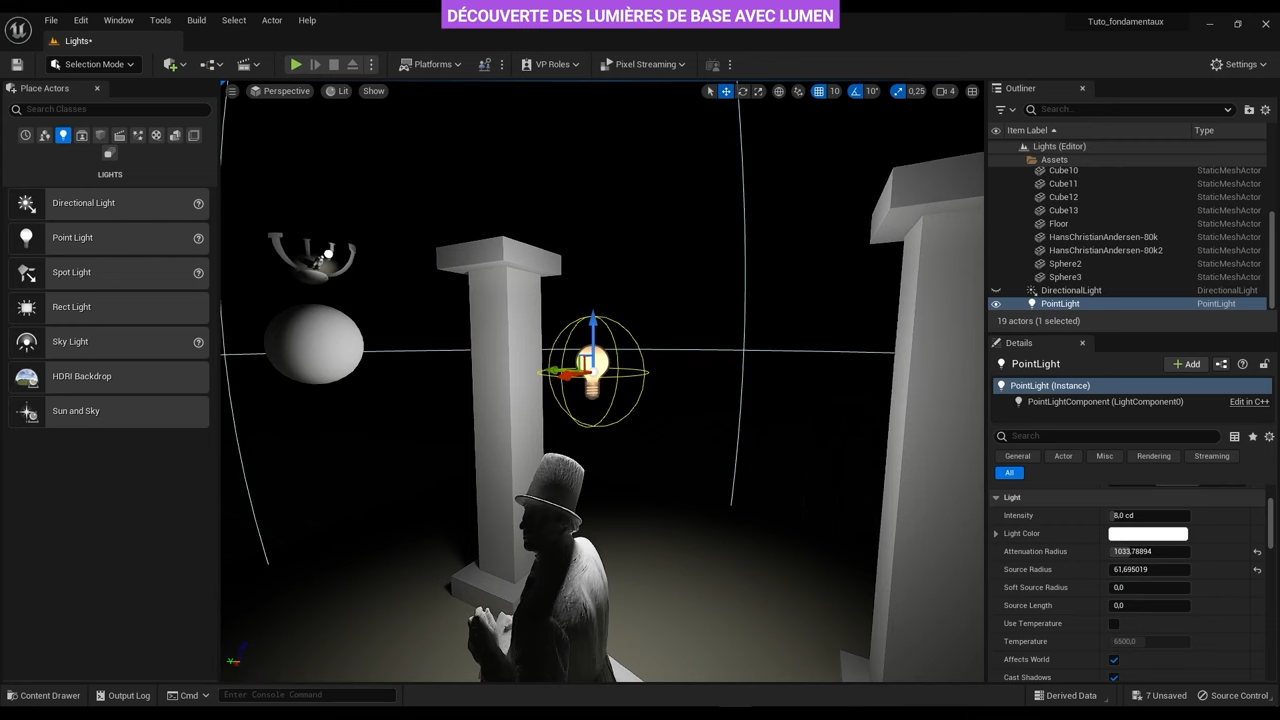 DÉCOUVERTE DES LUMIÈRES DE BASE AVEC LUMEN
File Edit Window Tools Build Select Actor Help
Tuto_fondamentaux
Lights•
Selection Mode
Platforms
VP Roles
Pixel Streaming
Settings
Place Actors
Search Classes
LIGHTS
Directional Light
Point Light
Spot Light
Rect Light
Sky Light
HDRI Backdrop
Sun and Sky
Perspective
Lit
Show
10
10°
0,25
4
Outliner
Search...
Item Label
Type
Lights (Editor)
Assets
Cube10 StaticMeshActor
Cube11 StaticMeshActor
Cube12 StaticMeshActor
Cube13 StaticMeshActor
Floor StaticMeshActor
HansChristianAndersen-80k StaticMeshActor
HansChristianAndersen-80k2 StaticMeshActor
Sphere2 StaticMeshActor
Sphere3 StaticMeshActor
DirectionalLight DirectionalLight
PointLight PointLight
19 actors (1 selected)
Details
PointLight
Add
PointLight (Instance)
PointLightComponent (LightComponent0)
Edit in C++
Search
General Actor Misc Rendering Streaming
All
Light
Intensity 8,0 cd
Light Color
Attenuation Radius 1033,78894
Source Radius 61,695019
Soft Source Radius 0,0
Source Length 0,0
Use Temperature
Temperature 6500,0
Affects World
Cast Shadows
Content Drawer
Output Log
Cmd
Enter Console Command
Derived Data
7 Unsaved
Source Control